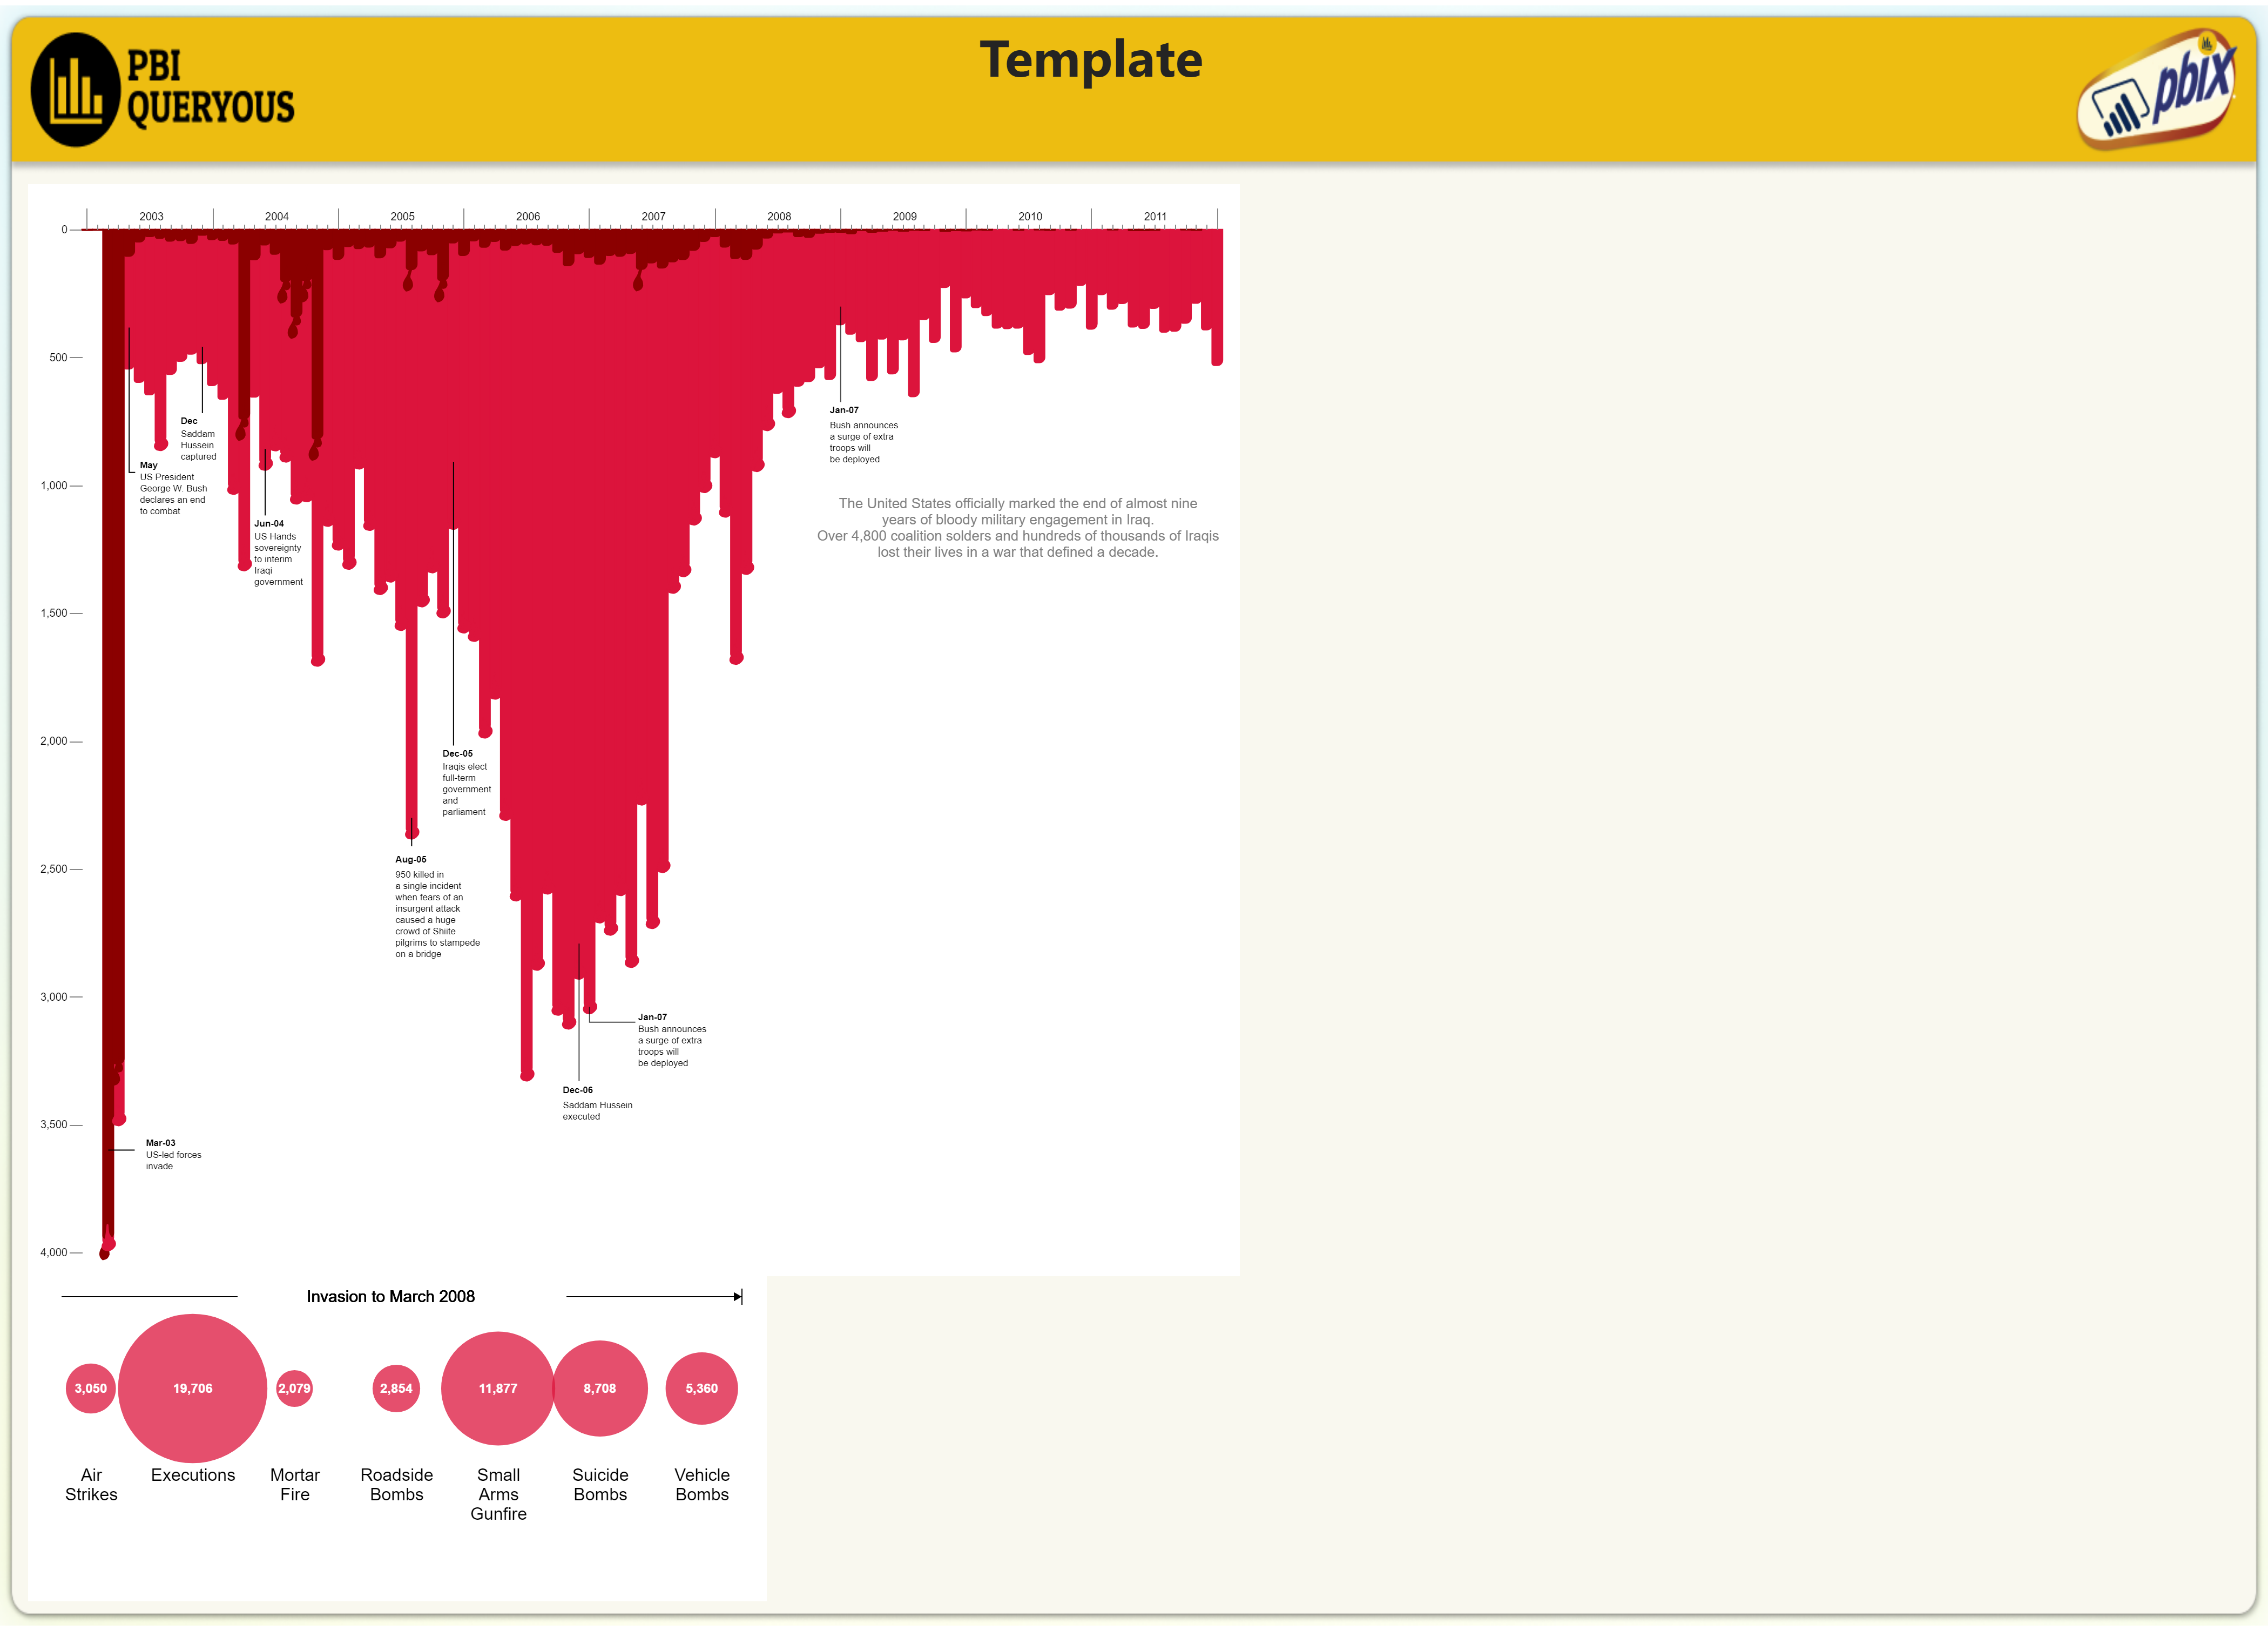 PBI
QUERYOUS
Template
pbix
2003 2004 2005 2006 2007 2008 2009 2010 2011
0
500
1,000
1,500
2,000
2,500
3,000
3,500
4,000
Dec
Saddam
Hussein
captured
May
US President
George W. Bush
declares an end
to combat
Jun-04
US Hands
sovereignty
to interim
Iraqi
government
Jan-07
Bush announces
a surge of extra
troops will
be deployed
The United States officially marked the end of almost nine
years of bloody military engagement in Iraq.
Over 4,800 coalition solders and hundreds of thousands of Iraqis
lost their lives in a war that defined a decade.
Dec-05
Iraqis elect
full-term
government
and
parliament
Aug-05
950 killed in
a single incident
when fears of an
insurgent attack
caused a huge
crowd of Shiite
pilgrims to stampede
on a bridge
Jan-07
Bush announces
a surge of extra
troops will
be deployed
Dec-06
Saddam Hussein
executed
Mar-03
US-led forces
invade
Invasion to March 2008
3,050 19,706 2,079 2,854 11,877 8,708 5,360
Air
Strikes
Executions
Mortar
Fire
Roadside
Bombs
Small
Arms
Gunfire
Suicide
Bombs
Vehicle
Bombs